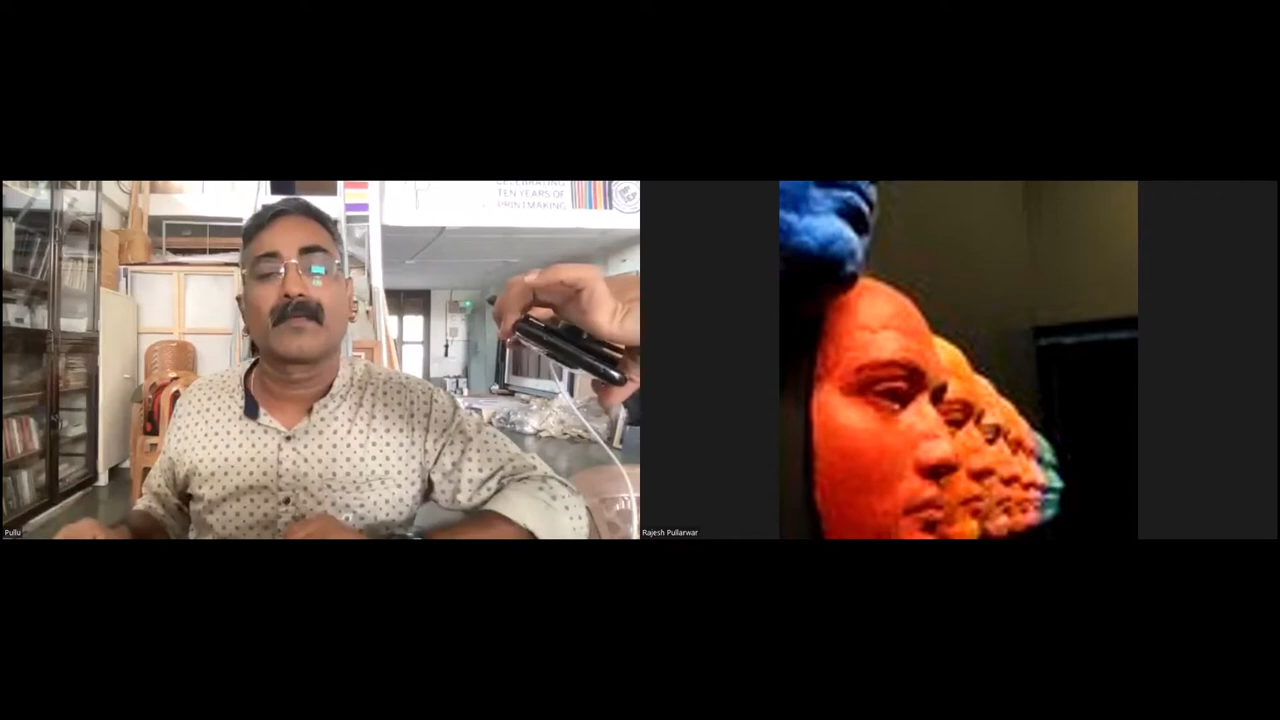 CELEBRATING
TEN YEARS OF
PRINTMAKING
Pullu
Rajesh Pullarwar